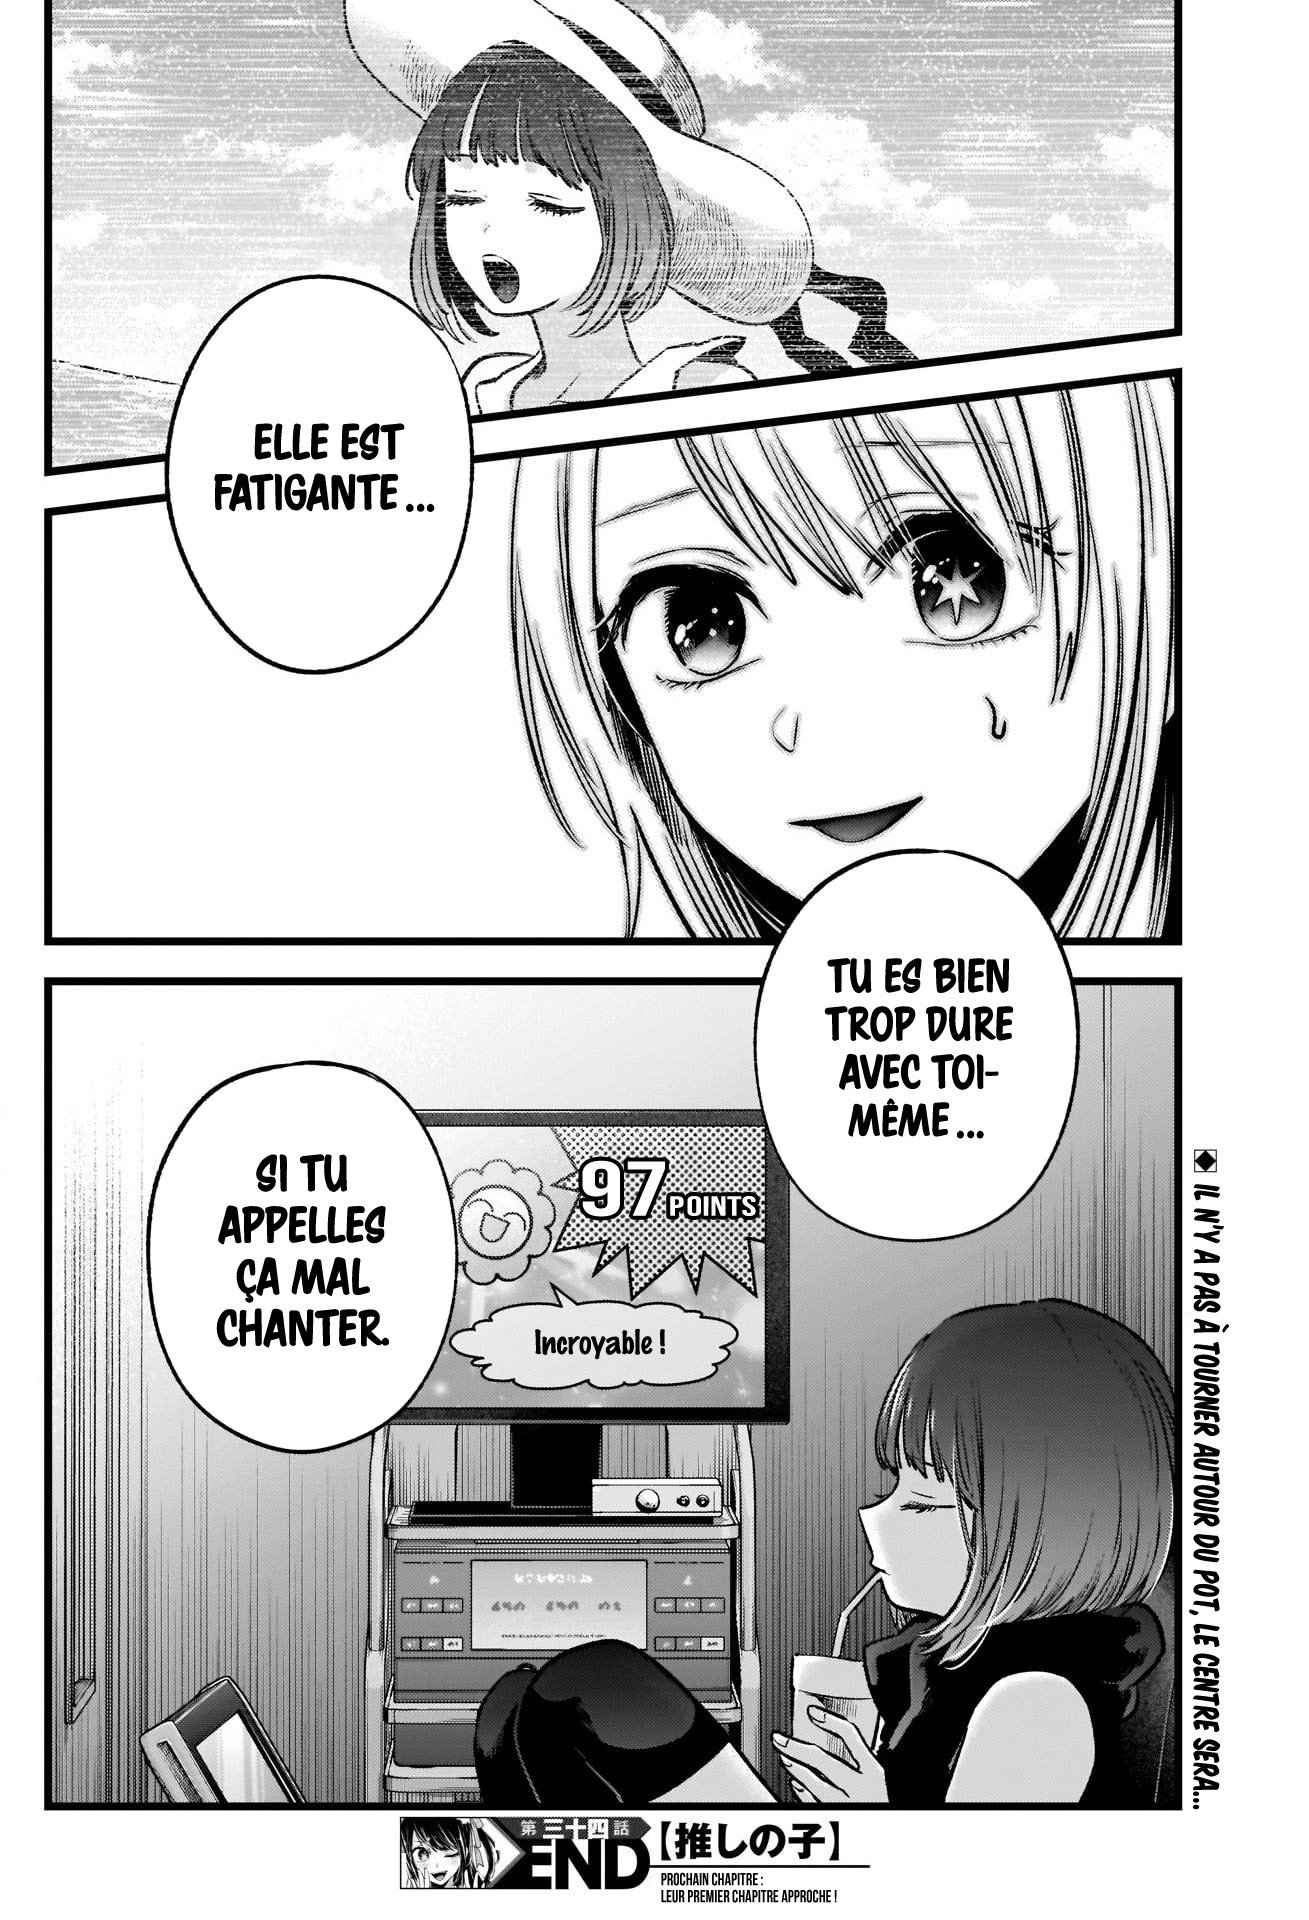 ELLE EST
FATIGANTE...
TU ES BIEN
TROP DURE
AVEC TOI-
MÊME...
SI TU
APPELLES
ÇA MAL
CHANTER.
97 POINTS
Incroyable !
IL N'Y A PAS À TOURNER AUTOUR DU POT, LE CENTRE SERA...
第三十四話
END
【推しの子】
PROCHAIN CHAPITRE :
LEUR PREMIER CHAPITRE APPROCHE !